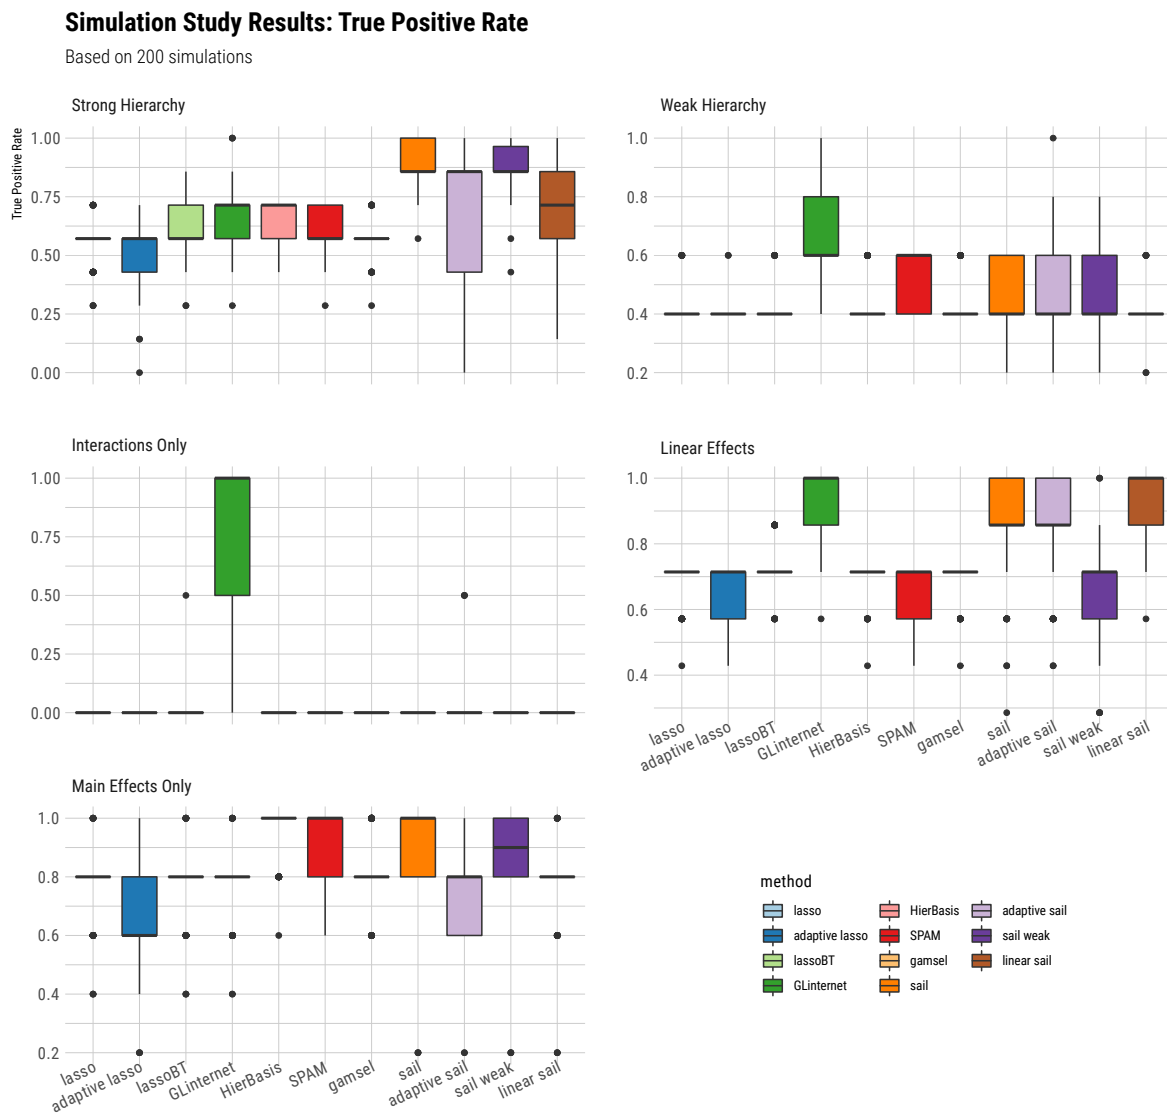 Simulation Study Results: True Positive Rate
Based on 200 simulations
Strong Hierarchy
True Positive Rate
1.00
0.75
0.50
0.25
0.00
Weak Hierarchy
1.0
0.8
0.6
0.4
0.2
Interactions Only
1.00
0.75
0.50
0.25
0.00
Linear Effects
1.0
0.8
0.6
0.4
lasso
adaptive lasso
lassoBT
GLinternet
HierBasis
SPAM
gamsel
sail
adaptive sail
sail weak
linear sail
Main Effects Only
1.0
0.8
0.6
0.4
0.2
lasso
adaptive lasso
lassoBT
GLinternet
HierBasis
SPAM
gamsel
sail
adaptive sail
sail weak
linear sail
method
lasso
adaptive lasso
lassoBT
GLinternet
HierBasis
SPAM
gamsel
sail
adaptive sail
sail weak
linear sail